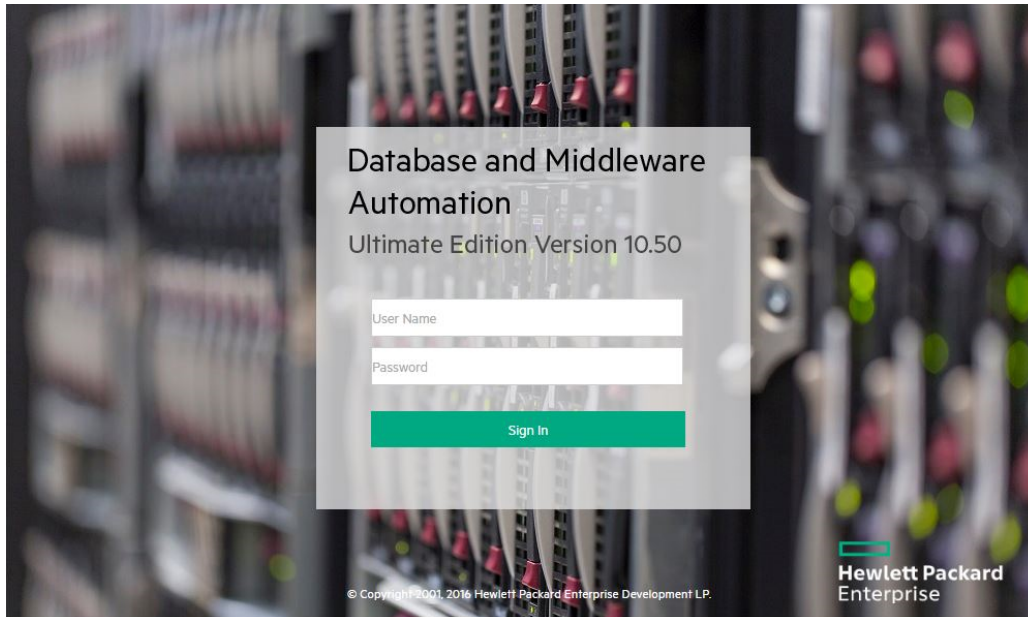 Database and Middleware
Automation
Ultimate Edition Version 10.50
User Name
Password
Sign In
Hewlett Packard
Enterprise
© Copyright 2001, 2016 Hewlett Packard Enterprise Development LP.